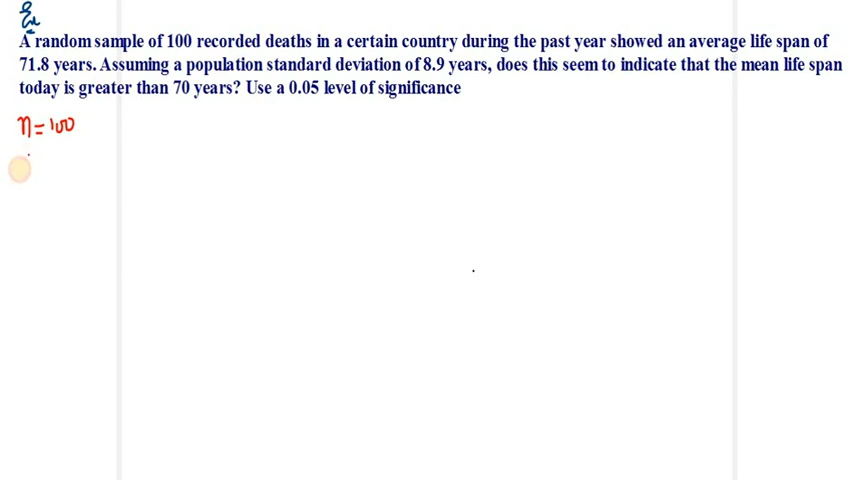 A random sample of 100 recorded deaths in a certain country during the past year showed an average life span of
71.8 years. Assuming a population standard deviation of 8.9 years, does this seem to indicate that the mean life span
today is greater than 70 years? Use a 0.05 level of significance
n = 100